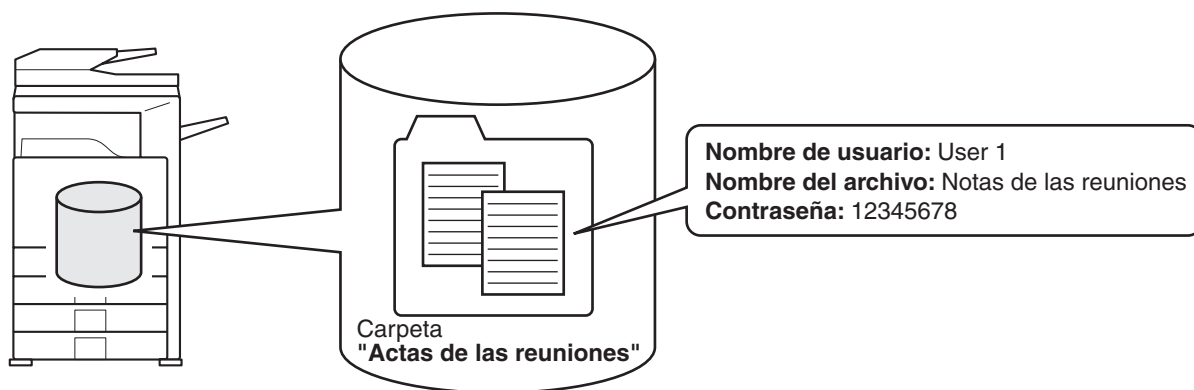 Nombre de usuario: User 1
Nombre del archivo: Notas de las reuniones
Contraseña: 12345678
Carpeta
"Actas de las reuniones"